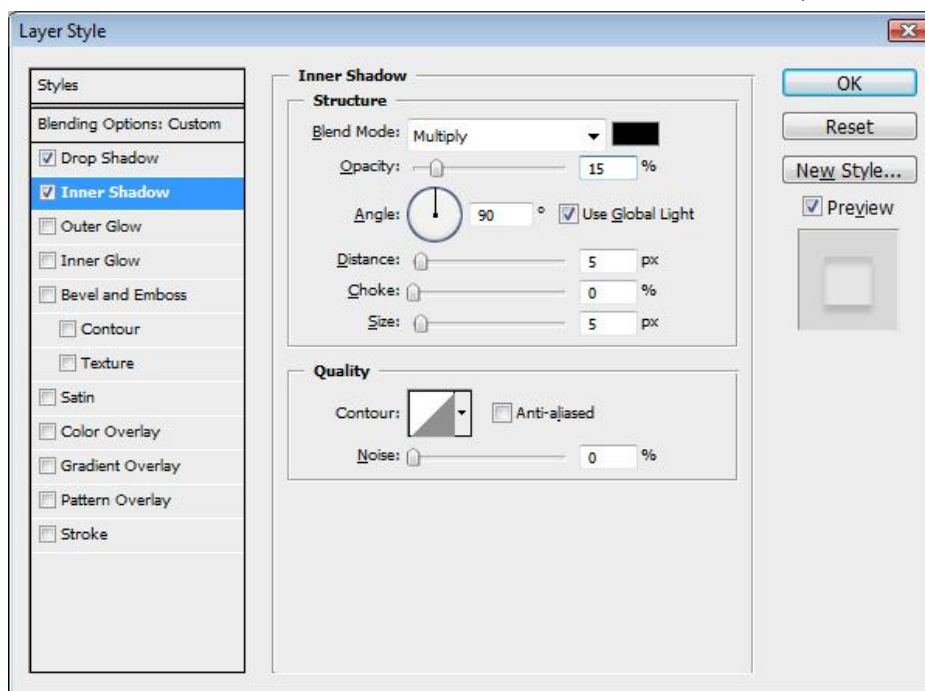 Layer Style
Styles
Blending Options: Custom
Drop Shadow
Inner Shadow
Outer Glow
Inner Glow
Bevel and Emboss
Contour
Texture
Satin
Color Overlay
Gradient Overlay
Pattern Overlay
Stroke
Inner Shadow
Structure
Blend Mode: Multiply
Opacity: 15 %
Angle: 90 ° Use Global Light
Distance: 5 px
Choke: 0 %
Size: 5 px
Quality
Contour: Anti-aliased
Noise: 0 %
OK
Reset
New Style...
Preview